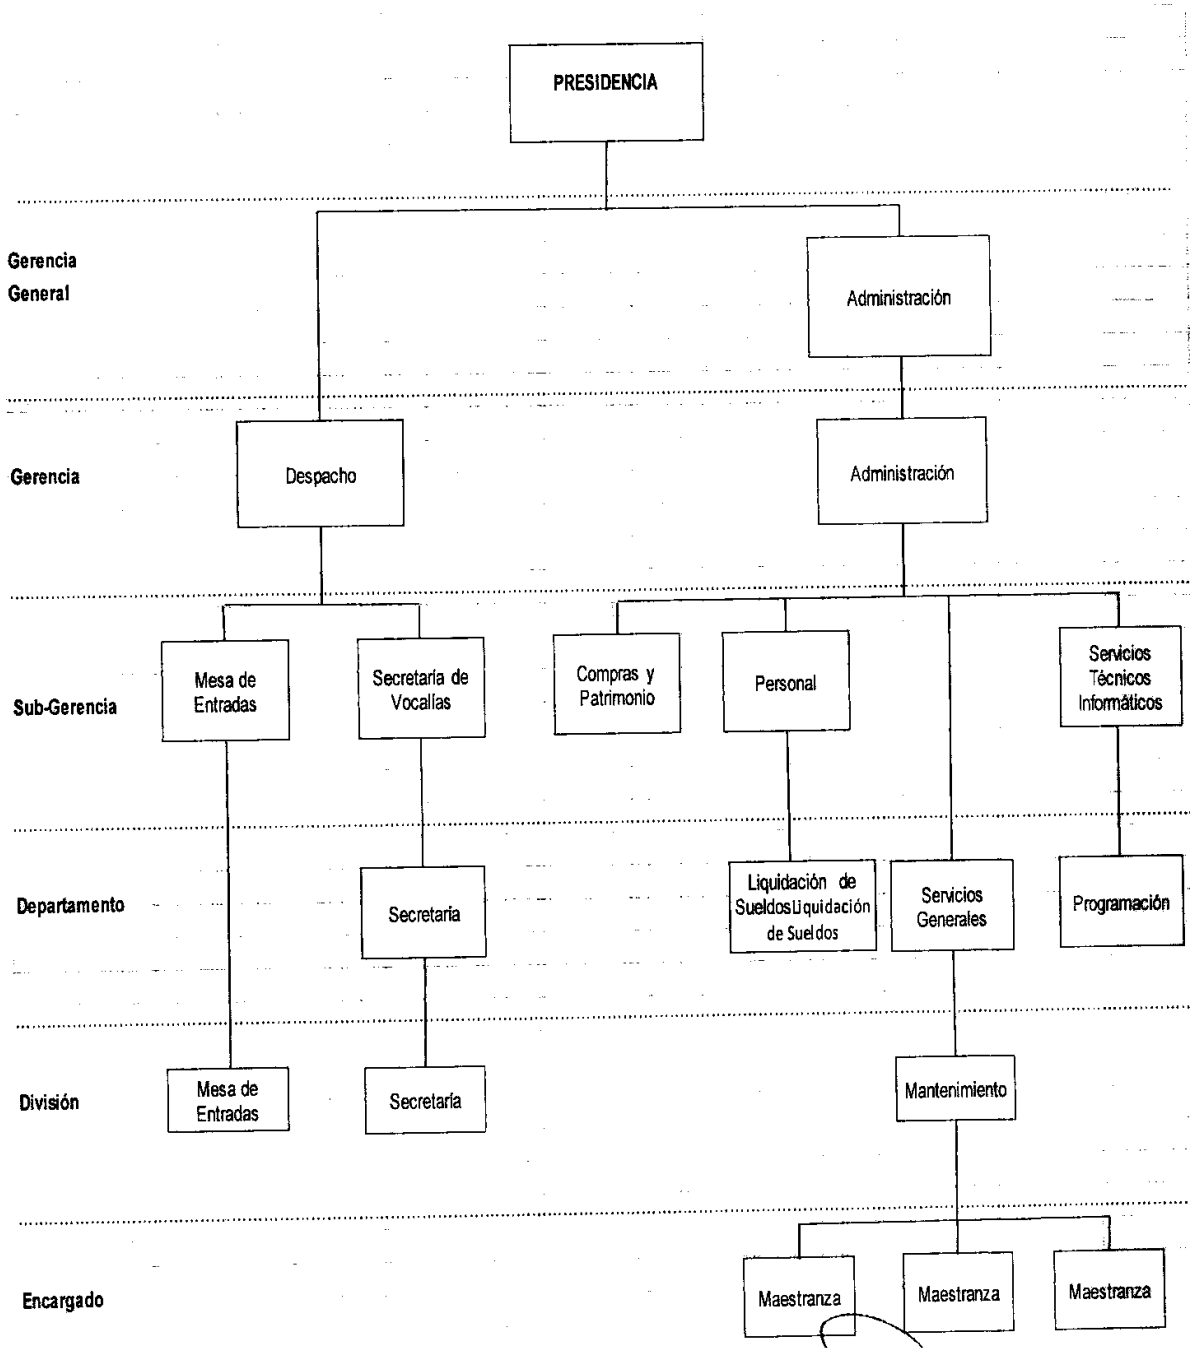 PRESIDENCIA
Gerencia
General
Administración
Gerencia
Despacho
Administración
Sub-Gerencia
Mesa de
Entradas
Secretaría de
Vocalías
Compras y
Patrimonio
Personal
Servicios
Técnicos
Informáticos
Departamento
Secretaría
Liquidación de
SueldosLiquidación
de Sueldos
Servicios
Generales
Programación
División
Mesa de
Entradas
Secretaría
Mantenimiento
Encargado
Maestranza
Maestranza
Maestranza